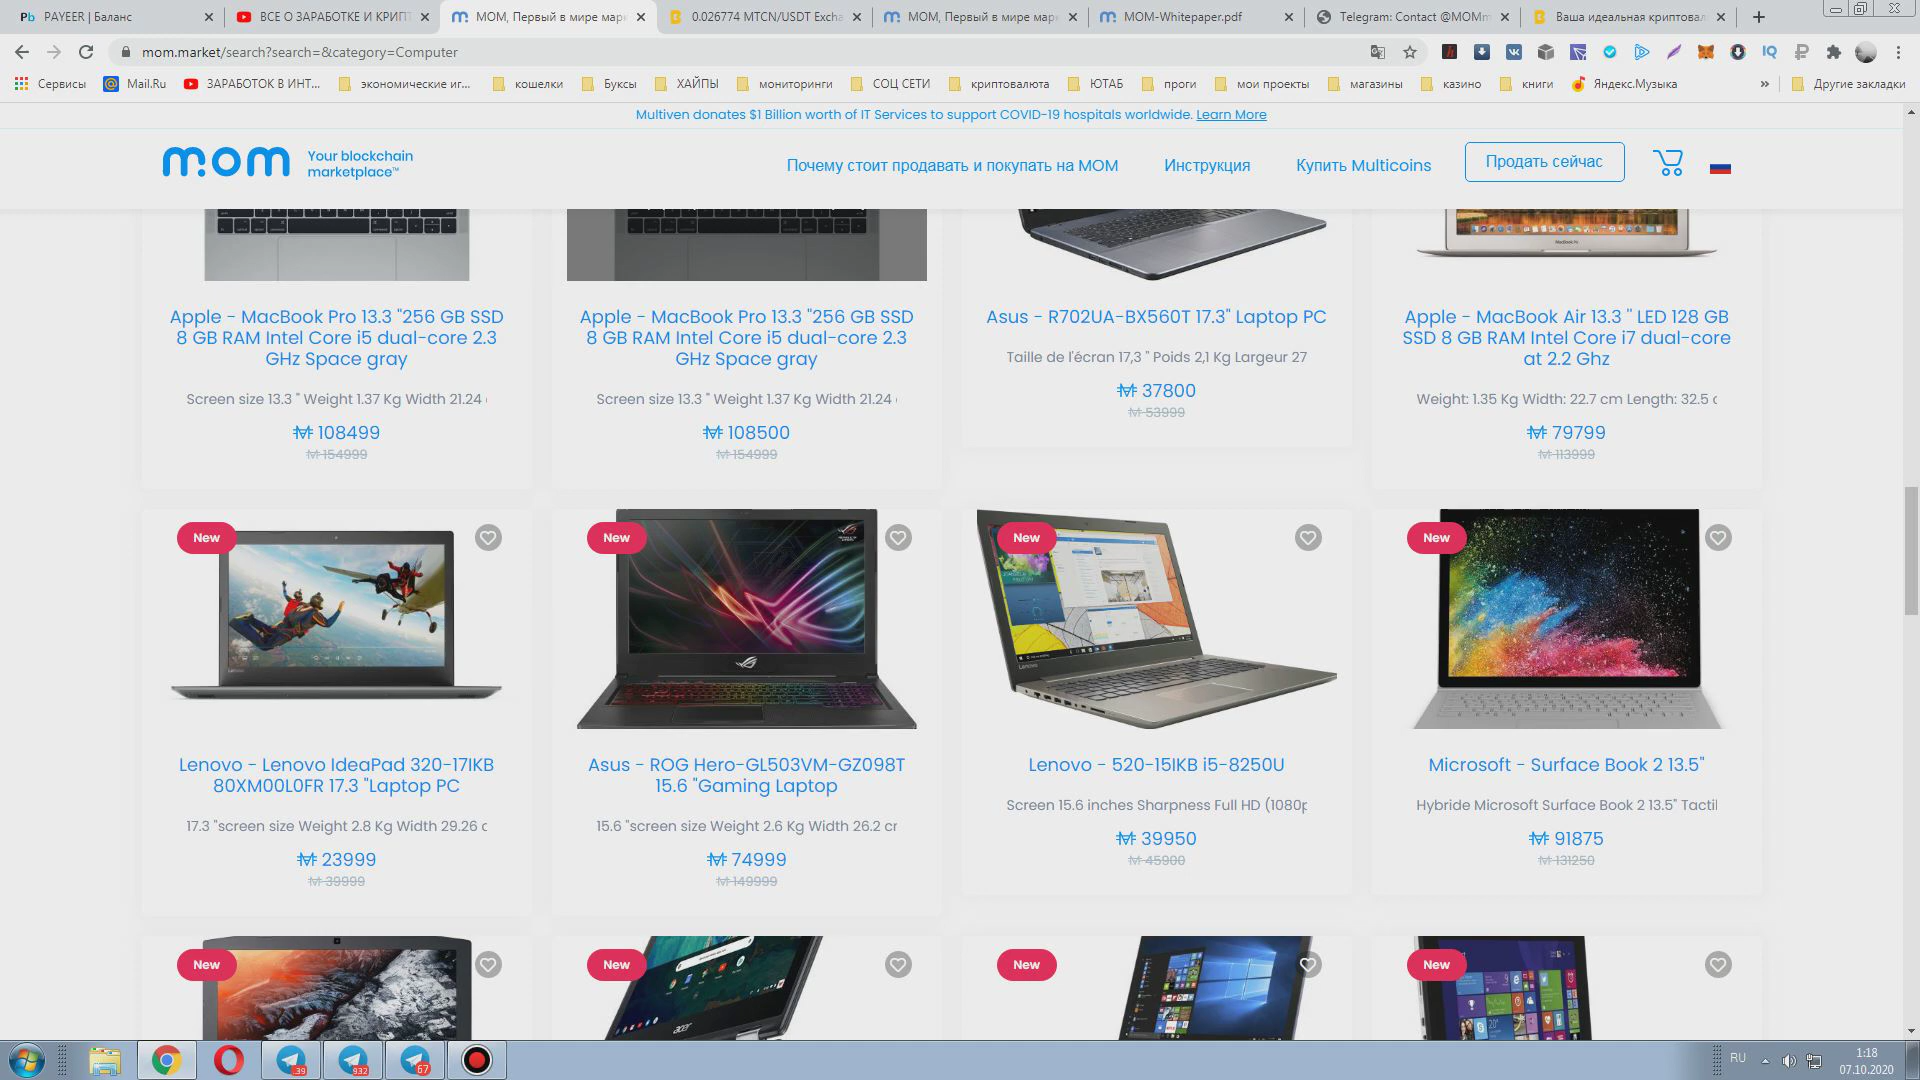 PAYEER | Баланс
ВСЕ О ЗАРАБОТКЕ И КРИПТ
MOM, Первый в мире марк
0.026774 MTCN/USDT Excha
MOM, Первый в мире марк
MOM-Whitepaper.pdf
Telegram: Contact @MOMm
Ваша идеальная криптовал
mom.market/search?search=&category=Computer
Сервисы
Mail.Ru
ЗАРАБОТОК В ИНТ...
экономические иг...
кошелки
Буксы
ХАЙПЫ
мониторинги
СОЦ СЕТИ
криптовалюта
ЮТАБ
проги
мои проекты
магазины
казино
книги
Яндекс.Музыка
»
Другие закладки
Multiven donates $1 Billion worth of IT Services to support COVID-19 hospitals worldwide. Learn More
mom
Your blockchain
marketplace™
Почему стоит продавать и покупать на MOM
Инструкция
Купить Multicoins
Продать сейчас
Apple - MacBook Pro 13.3 "256 GB SSD
8 GB RAM Intel Core i5 dual-core 2.3
GHz Space gray
Screen size 13.3 " Weight 1.37 Kg Width 21.24
108499
154999
Apple - MacBook Pro 13.3 "256 GB SSD
8 GB RAM Intel Core i5 dual-core 2.3
GHz Space gray
Screen size 13.3 " Weight 1.37 Kg Width 21.24
108500
154999
Asus - R702UA-BX560T 17.3" Laptop PC
Taille de l'écran 17,3 " Poids 2,1 Kg Largeur 27
37800
53999
Apple - MacBook Air 13.3 " LED 128 GB
SSD 8 GB RAM Intel Core i7 dual-core
at 2.2 Ghz
Weight: 1.35 Kg Width: 22.7 cm Length: 32.5 c
79799
113999
New
Lenovo - Lenovo IdeaPad 320-17IKB
80XM00L0FR 17.3 "Laptop PC
17.3 "screen size Weight 2.8 Kg Width 29.26 c
23999
39999
New
Asus - ROG Hero-GL503VM-GZ098T
15.6 "Gaming Laptop
15.6 "screen size Weight 2.6 Kg Width 26.2 cr
74999
149999
New
Lenovo - 520-15IKB i5-8250U
Screen 15.6 inches Sharpness Full HD (1080p
39950
45900
New
Microsoft - Surface Book 2 13.5"
Hybride Microsoft Surface Book 2 13.5" Tactil
91875
131250
New
New
acer
New
New
.39
932
67
RU
1:18
07.10.2020